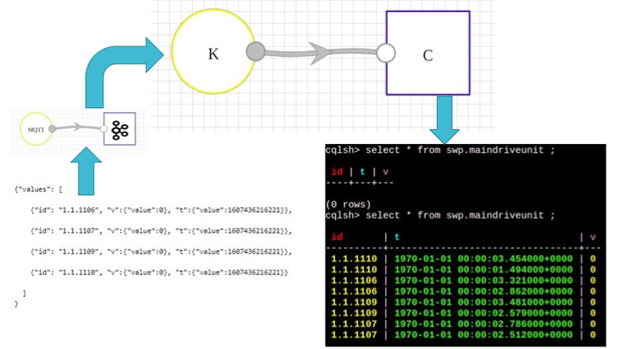 K
C
MQTT
{"values": [
{"id": "1.1.1106", "v":{"value":0}, "t":{"value":1607436216221}},
{"id": "1.1.1107", "v":{"value":0}, "t":{"value":1607436216221}},
{"id": "1.1.1109", "v":{"value":0}, "t":{"value":1607436216221}},
{"id": "1.1.1110", "v":{"value":0}, "t":{"value":1607436216221}}
]
}
cqlsh> select * from swp.maindriveunit ;
id | t | v
----+---+---
(0 rows)
cqlsh> select * from swp.maindriveunit ;
id | t | v
----------+---------------------------------+---
1.1.1110 | 1970-01-01 00:00:03.454000+0000 | 0
1.1.1110 | 1970-01-01 00:00:01.494000+0000 | 0
1.1.1106 | 1970-01-01 00:00:03.321000+0000 | 0
1.1.1106 | 1970-01-01 00:00:02.862000+0000 | 0
1.1.1109 | 1970-01-01 00:00:03.481000+0000 | 0
1.1.1109 | 1970-01-01 00:00:02.579000+0000 | 0
1.1.1107 | 1970-01-01 00:00:02.786000+0000 | 0
1.1.1107 | 1970-01-01 00:00:02.512000+0000 | 0